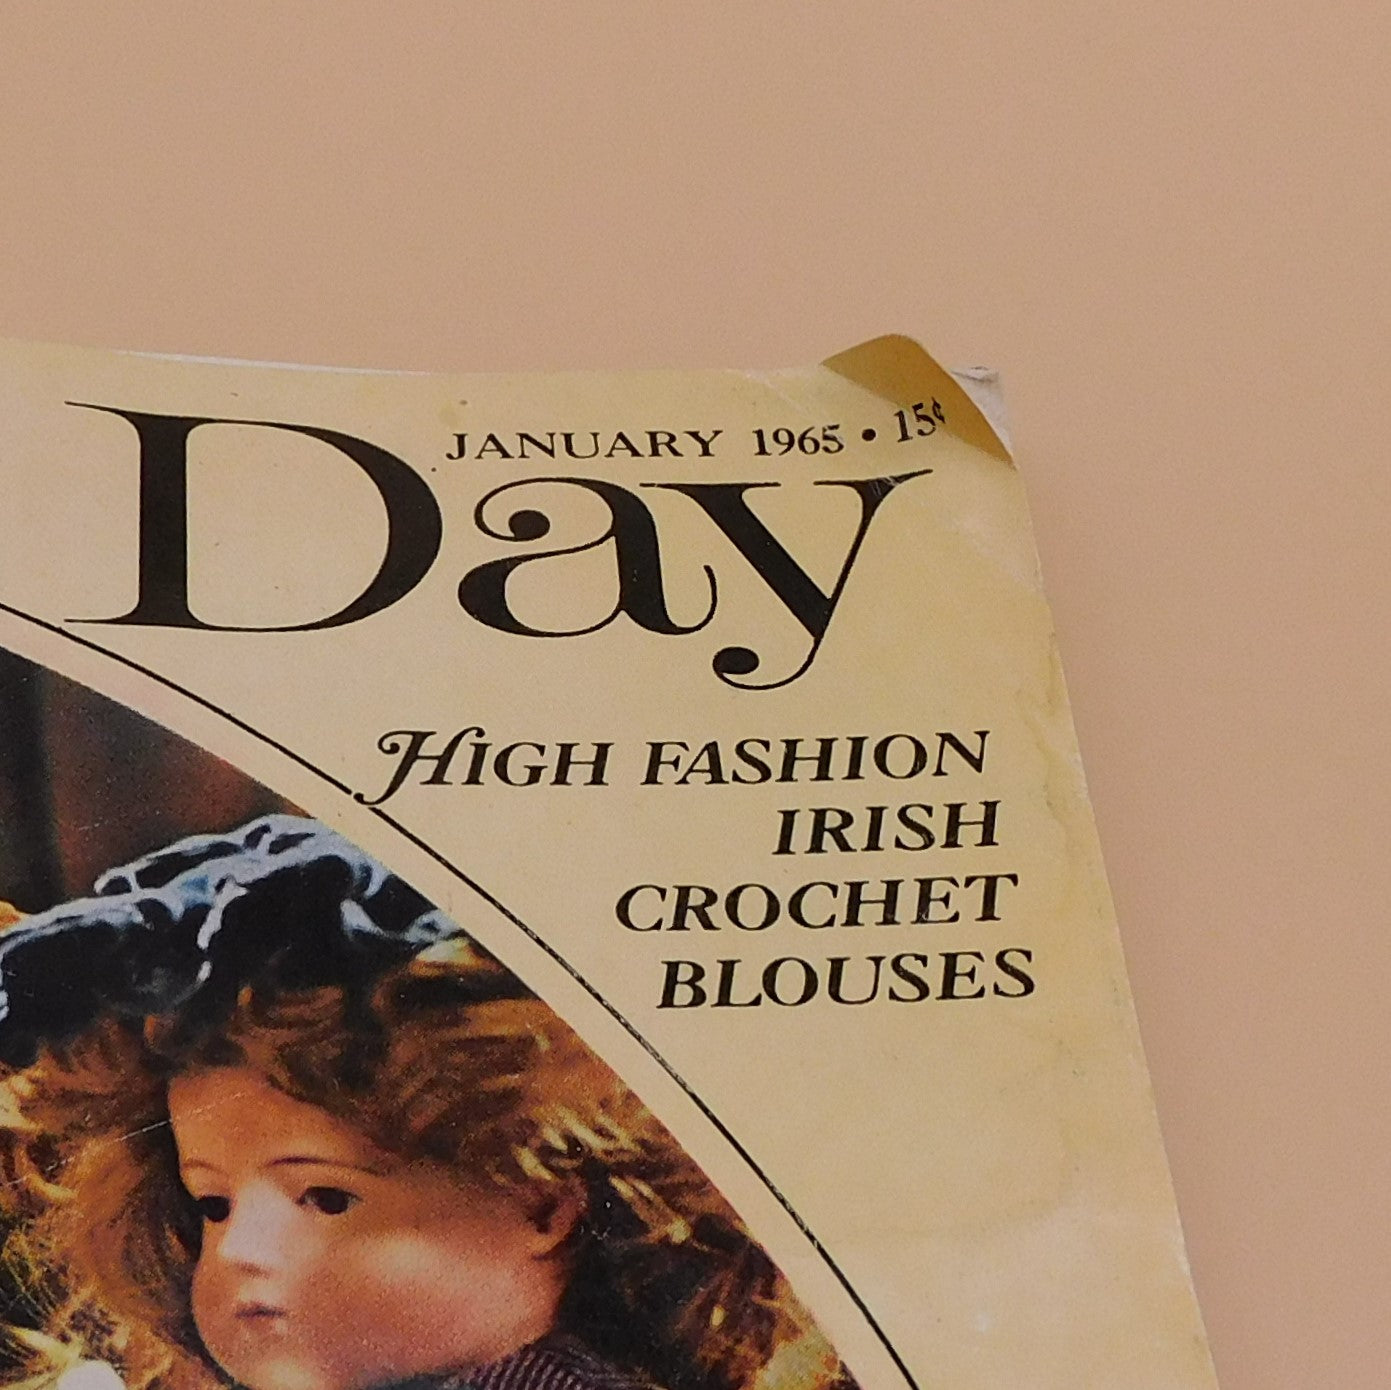 JANUARY 1965 • 15¢
Day
HIGH FASHION
IRISH
CROCHET
BLOUSES